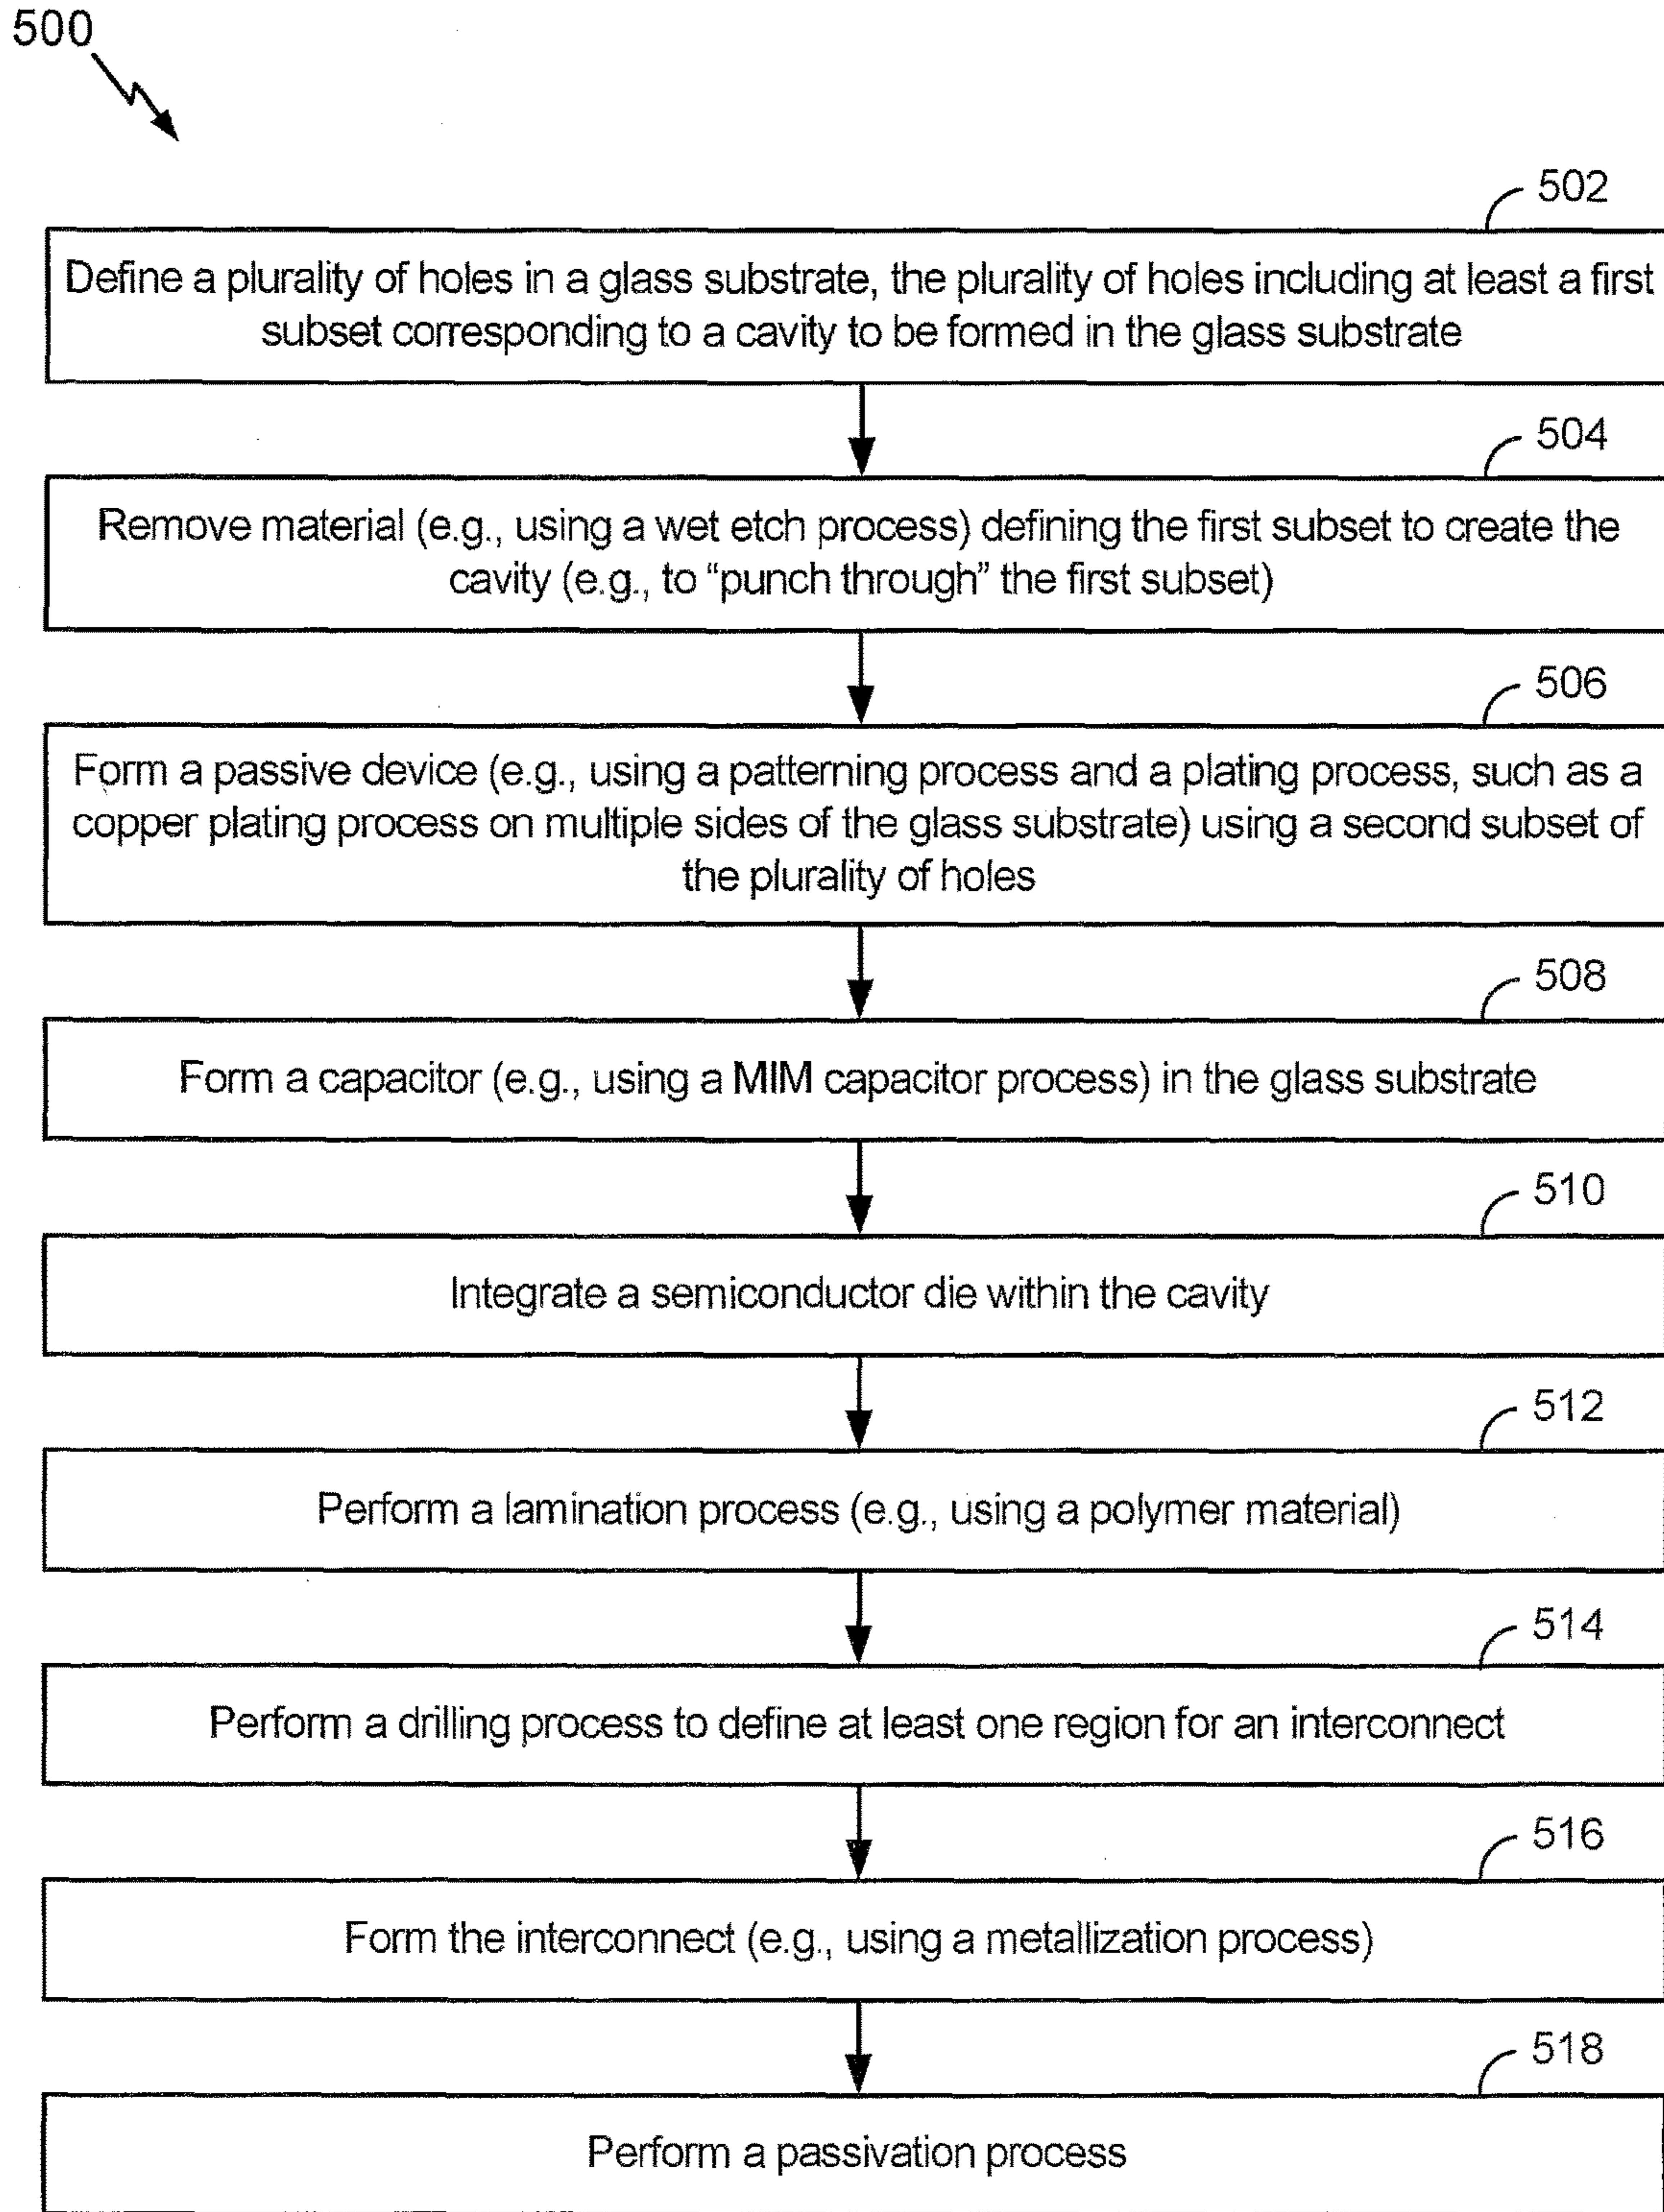 500
502
Define a plurality of holes in a glass substrate, the plurality of holes including at least a first
subset corresponding to a cavity to be formed in the glass substrate
504
Remove material (e.g., using a wet etch process) defining the first subset to create the
cavity (e.g., to “punch through” the first subset)
506
Form a passive device (e.g., using a patterning process and a plating process, such as a
copper plating process on multiple sides of the glass substrate) using a second subset of
the plurality of holes
508
Form a capacitor (e.g., using a MIM capacitor process) in the glass substrate
510
Integrate a semiconductor die within the cavity
512
Perform a lamination process (e.g., using a polymer material)
514
Perform a drilling process to define at least one region for an interconnect
516
Form the interconnect (e.g., using a metallization process)
518
Perform a passivation process